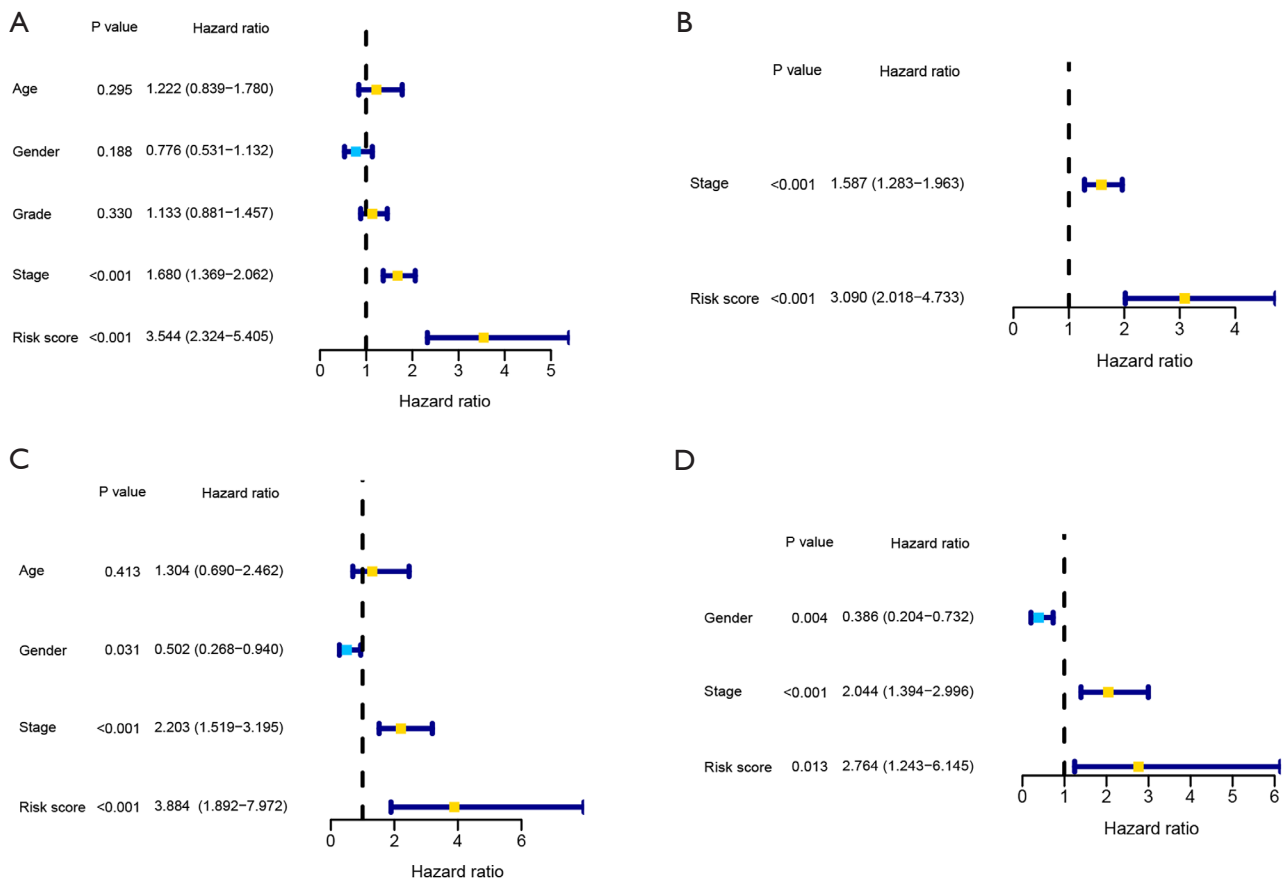 A
P value Hazard ratio
Age 0.295 1.222 (0.839−1.780)
Gender 0.188 0.776 (0.531−1.132)
Grade 0.330 1.133 (0.881−1.457)
Stage <0.001 1.680 (1.369−2.062)
Risk score <0.001 3.544 (2.324−5.405)
0 1 2 3 4 5
Hazard ratio
B
P value Hazard ratio
Stage <0.001 1.587 (1.283−1.963)
Risk score <0.001 3.090 (2.018−4.733)
0 1 2 3 4
Hazard ratio
C
P value Hazard ratio
Age 0.413 1.304 (0.690−2.462)
Gender 0.031 0.502 (0.268−0.940)
Stage <0.001 2.203 (1.519−3.195)
Risk score <0.001 3.884 (1.892−7.972)
0 2 4 6
Hazard ratio
D
P value Hazard ratio
Gender 0.004 0.386 (0.204−0.732)
Stage <0.001 2.044 (1.394−2.996)
Risk score 0.013 2.764 (1.243−6.145)
0 1 2 3 4 5 6
Hazard ratio